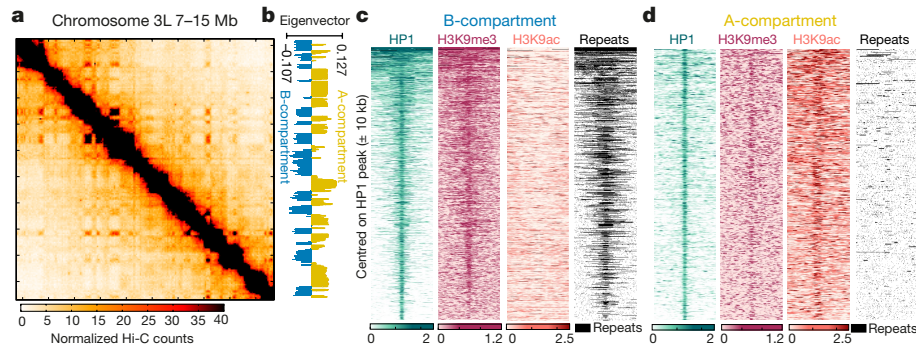 a
Chromosome 3L 7–15 Mb
0 5 10 15 20 25 30 35 40
Normalized Hi-C counts
b
Eigenvector
-0.107
0.127
B-compartment
A-compartment
c
B-compartment
HP1 H3K9me3 H3K9ac Repeats
Centred on HP1 peak (± 10 kb)
0 2 0 1.2 0 2.5 Repeats
d
A-compartment
HP1 H3K9me3 H3K9ac Repeats
0 2 0 1.2 0 2.5 Repeats